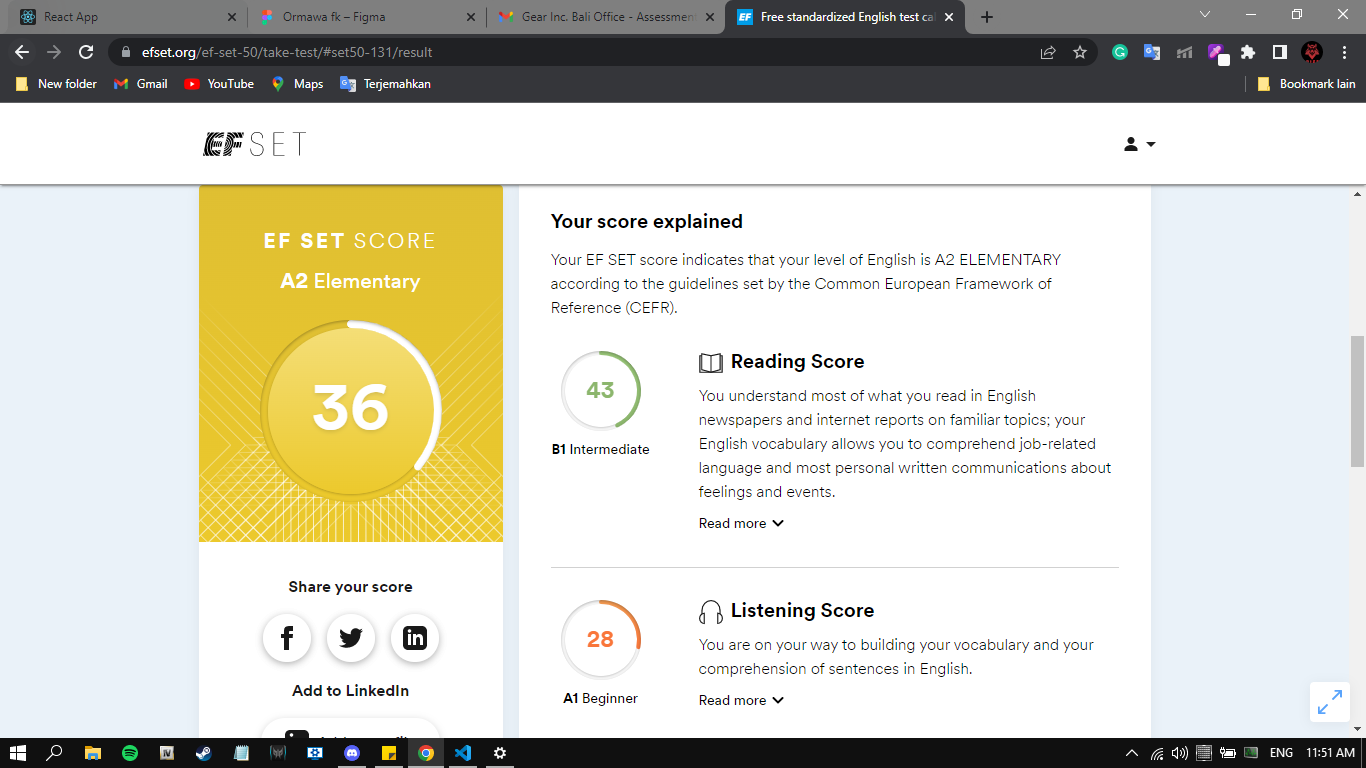 React App
Ormawa fk – Figma
Gear Inc. Bali Office - Assessment
Free standardized English test cal
efset.org/ef-set-50/take-test/#set50-131/result
New folder
Gmail
YouTube
Maps
Terjemahkan
Bookmark lain
EF SET
EF SET SCORE
A2 Elementary
36
Share your score
Add to LinkedIn
Your score explained
Your EF SET score indicates that your level of English is A2 ELEMENTARY
according to the guidelines set by the Common European Framework of
Reference (CEFR).
43
B1 Intermediate
Reading Score
You understand most of what you read in English
newspapers and internet reports on familiar topics; your
English vocabulary allows you to comprehend job-related
language and most personal written communications about
feelings and events.
Read more
28
A1 Beginner
Listening Score
You are on your way to building your vocabulary and your
comprehension of sentences in English.
Read more
ENG
11:51 AM